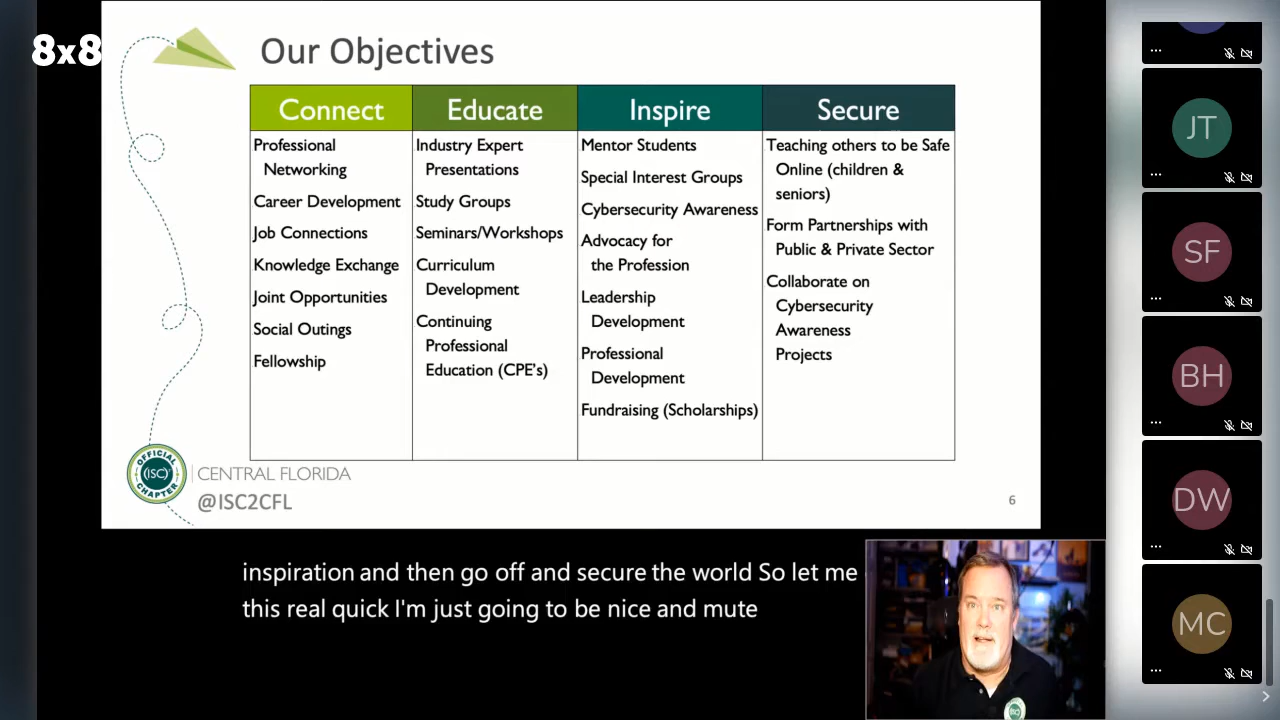 8x8
Our Objectives
Connect
Educate
Inspire
Secure
Professional
Networking
Career Development
Job Connections
Knowledge Exchange
Joint Opportunities
Social Outings
Fellowship
Industry Expert
Presentations
Study Groups
Seminars/Workshops
Curriculum
Development
Continuing
Professional
Education (CPE's)
Mentor Students
Special Interest Groups
Cybersecurity Awareness
Advocacy for
the Profession
Leadership
Development
Professional
Development
Fundraising (Scholarships)
Teaching others to be Safe
Online (children &
seniors)
Form Partnerships with
Public & Private Sector
Collaborate on
Cybersecurity
Awareness
Projects
OFFICIAL
(ISC)²
CHAPTER
CENTRAL FLORIDA
@ISC2CFL
6
inspiration and then go off and secure the world So let me
this real quick I'm just going to be nice and mute
JT
SF
BH
DW
MC